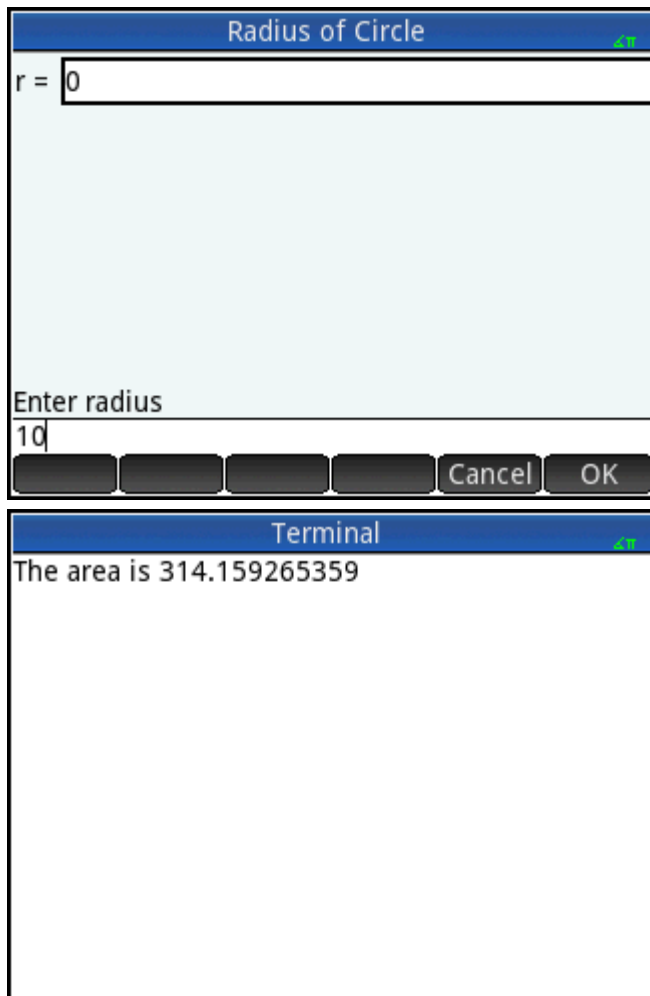 Radius of Circle
∡π
r = 0
Enter radius
10
Cancel OK
Terminal
∡π
The area is 314.159265359